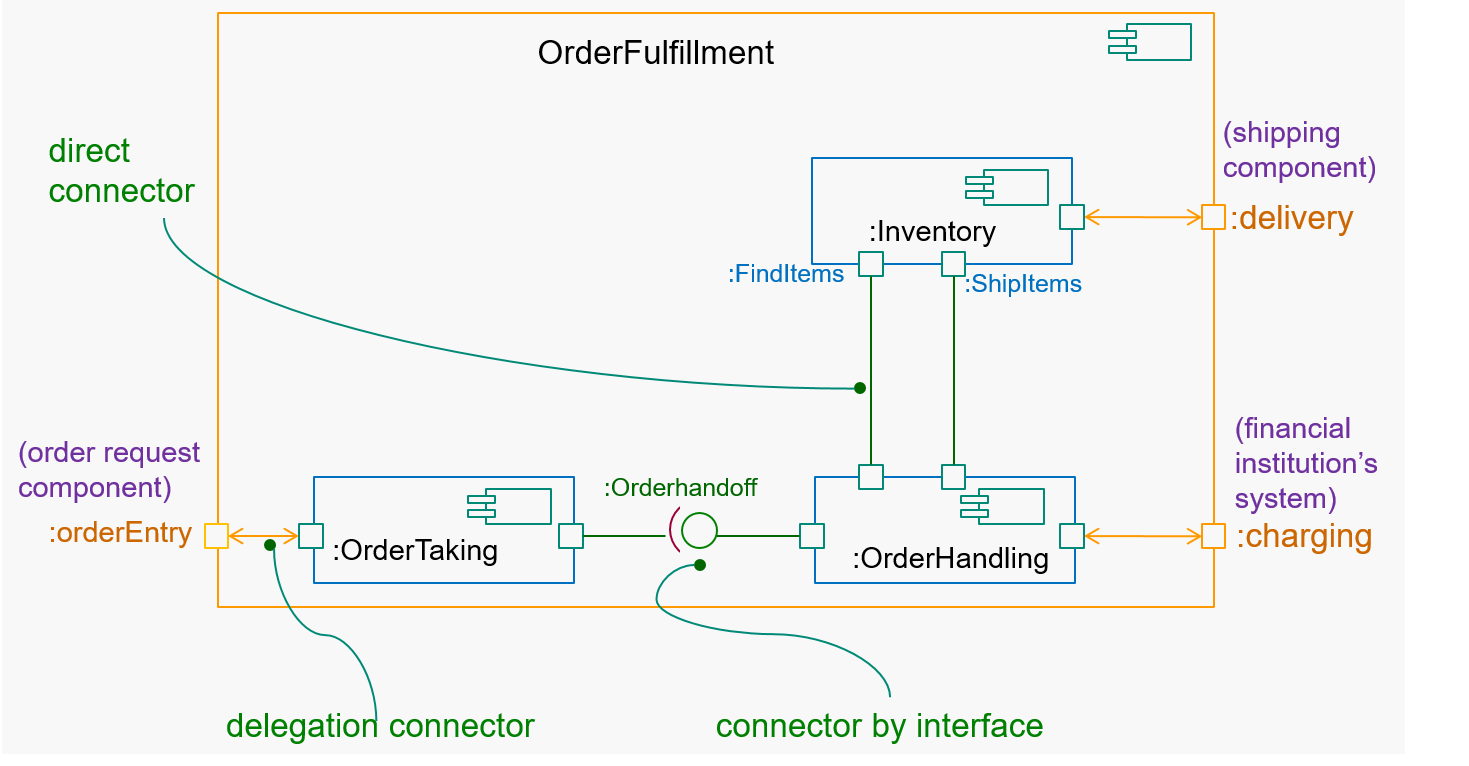 OrderFulfillment
direct
connector
(shipping
component)
:delivery
:Inventory
:FindItems
:ShipItems
(order request
component)
:orderEntry
:OrderTaking
:Orderhandoff
:OrderHandling
(financial
institution’s
system)
:charging
delegation connector
connector by interface